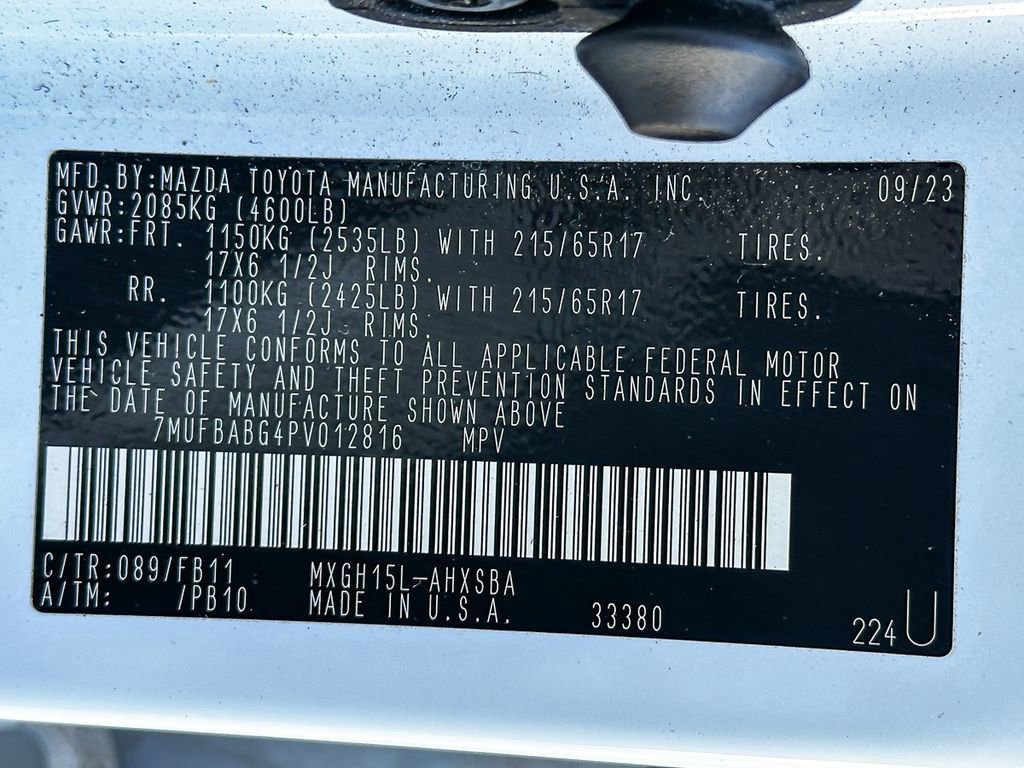 MFD.BY:MAZDA TOYOTA MANUFACTURING U.S.A. INC. 09/23
GVWR:2085KG (4600LB)
GAWR:FRT. 1150KG (2535LB) WITH 215/65R17 TIRES.
17X6 1/2J RIMS.
RR. 1100KG (2425LB) WITH 215/65R17 TIRES.
17X6 1/2J RIMS.
THIS VEHICLE CONFORMS TO ALL APPLICABLE FEDERAL MOTOR
VEHICLE SAFETY AND THEFT PREVENTION STANDARDS IN EFFECT ON
THE DATE OF MANUFACTURE SHOWN ABOVE
7MUFBABG4PV012816 MPV
C/TR:089/FB11 MXGH15L-AHXSBA
A/TM: /PB10 MADE IN U.S.A. 33380 224 U